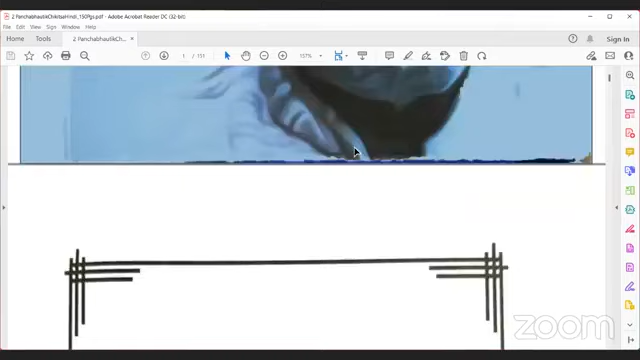 2 PanchabhautikChikitsaHindi_150Pgs.pdf - Adobe Acrobat Reader DC (32-bit)
File Edit View Sign Window Help
Home Tools 2 PanchabhautikCh... × Sign In
1 / 151 157%
zoom